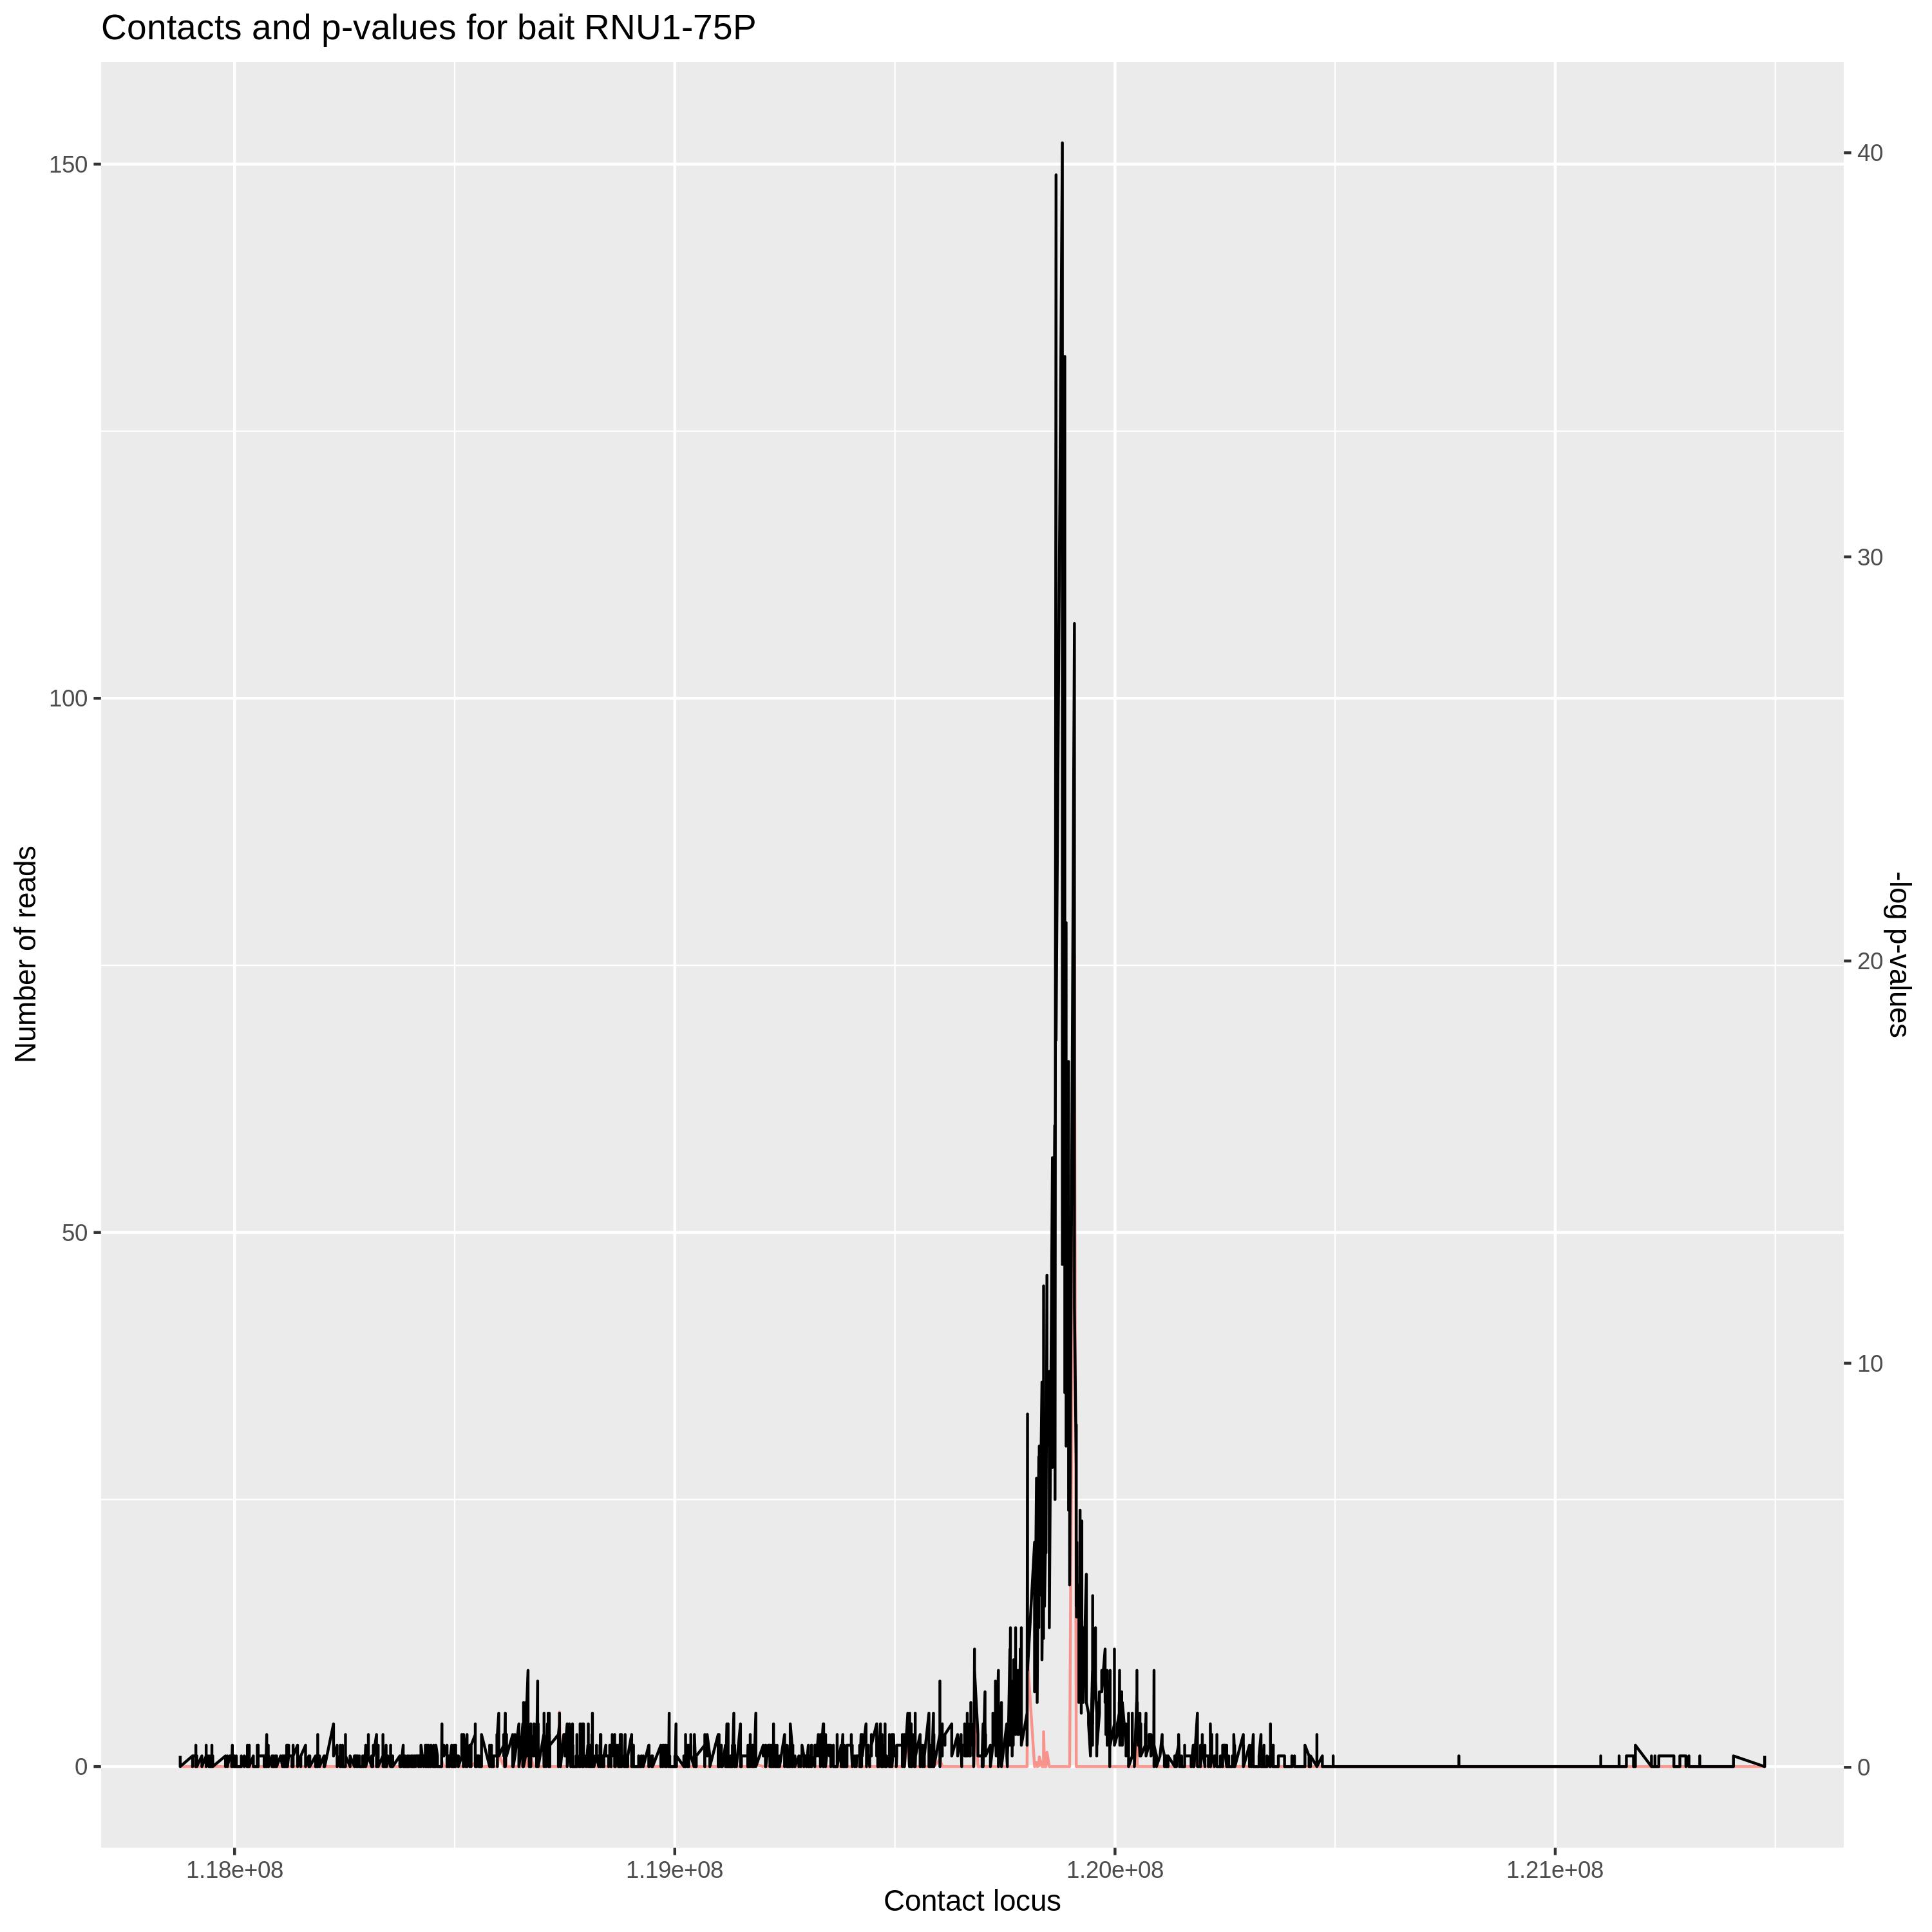 Contacts and p-values for bait RNU1-75P
150
100
50
0
Number of reads
40
30
20
10
0
-log p-values
1.18e+08
1.19e+08
1.20e+08
1.21e+08
Contact locus